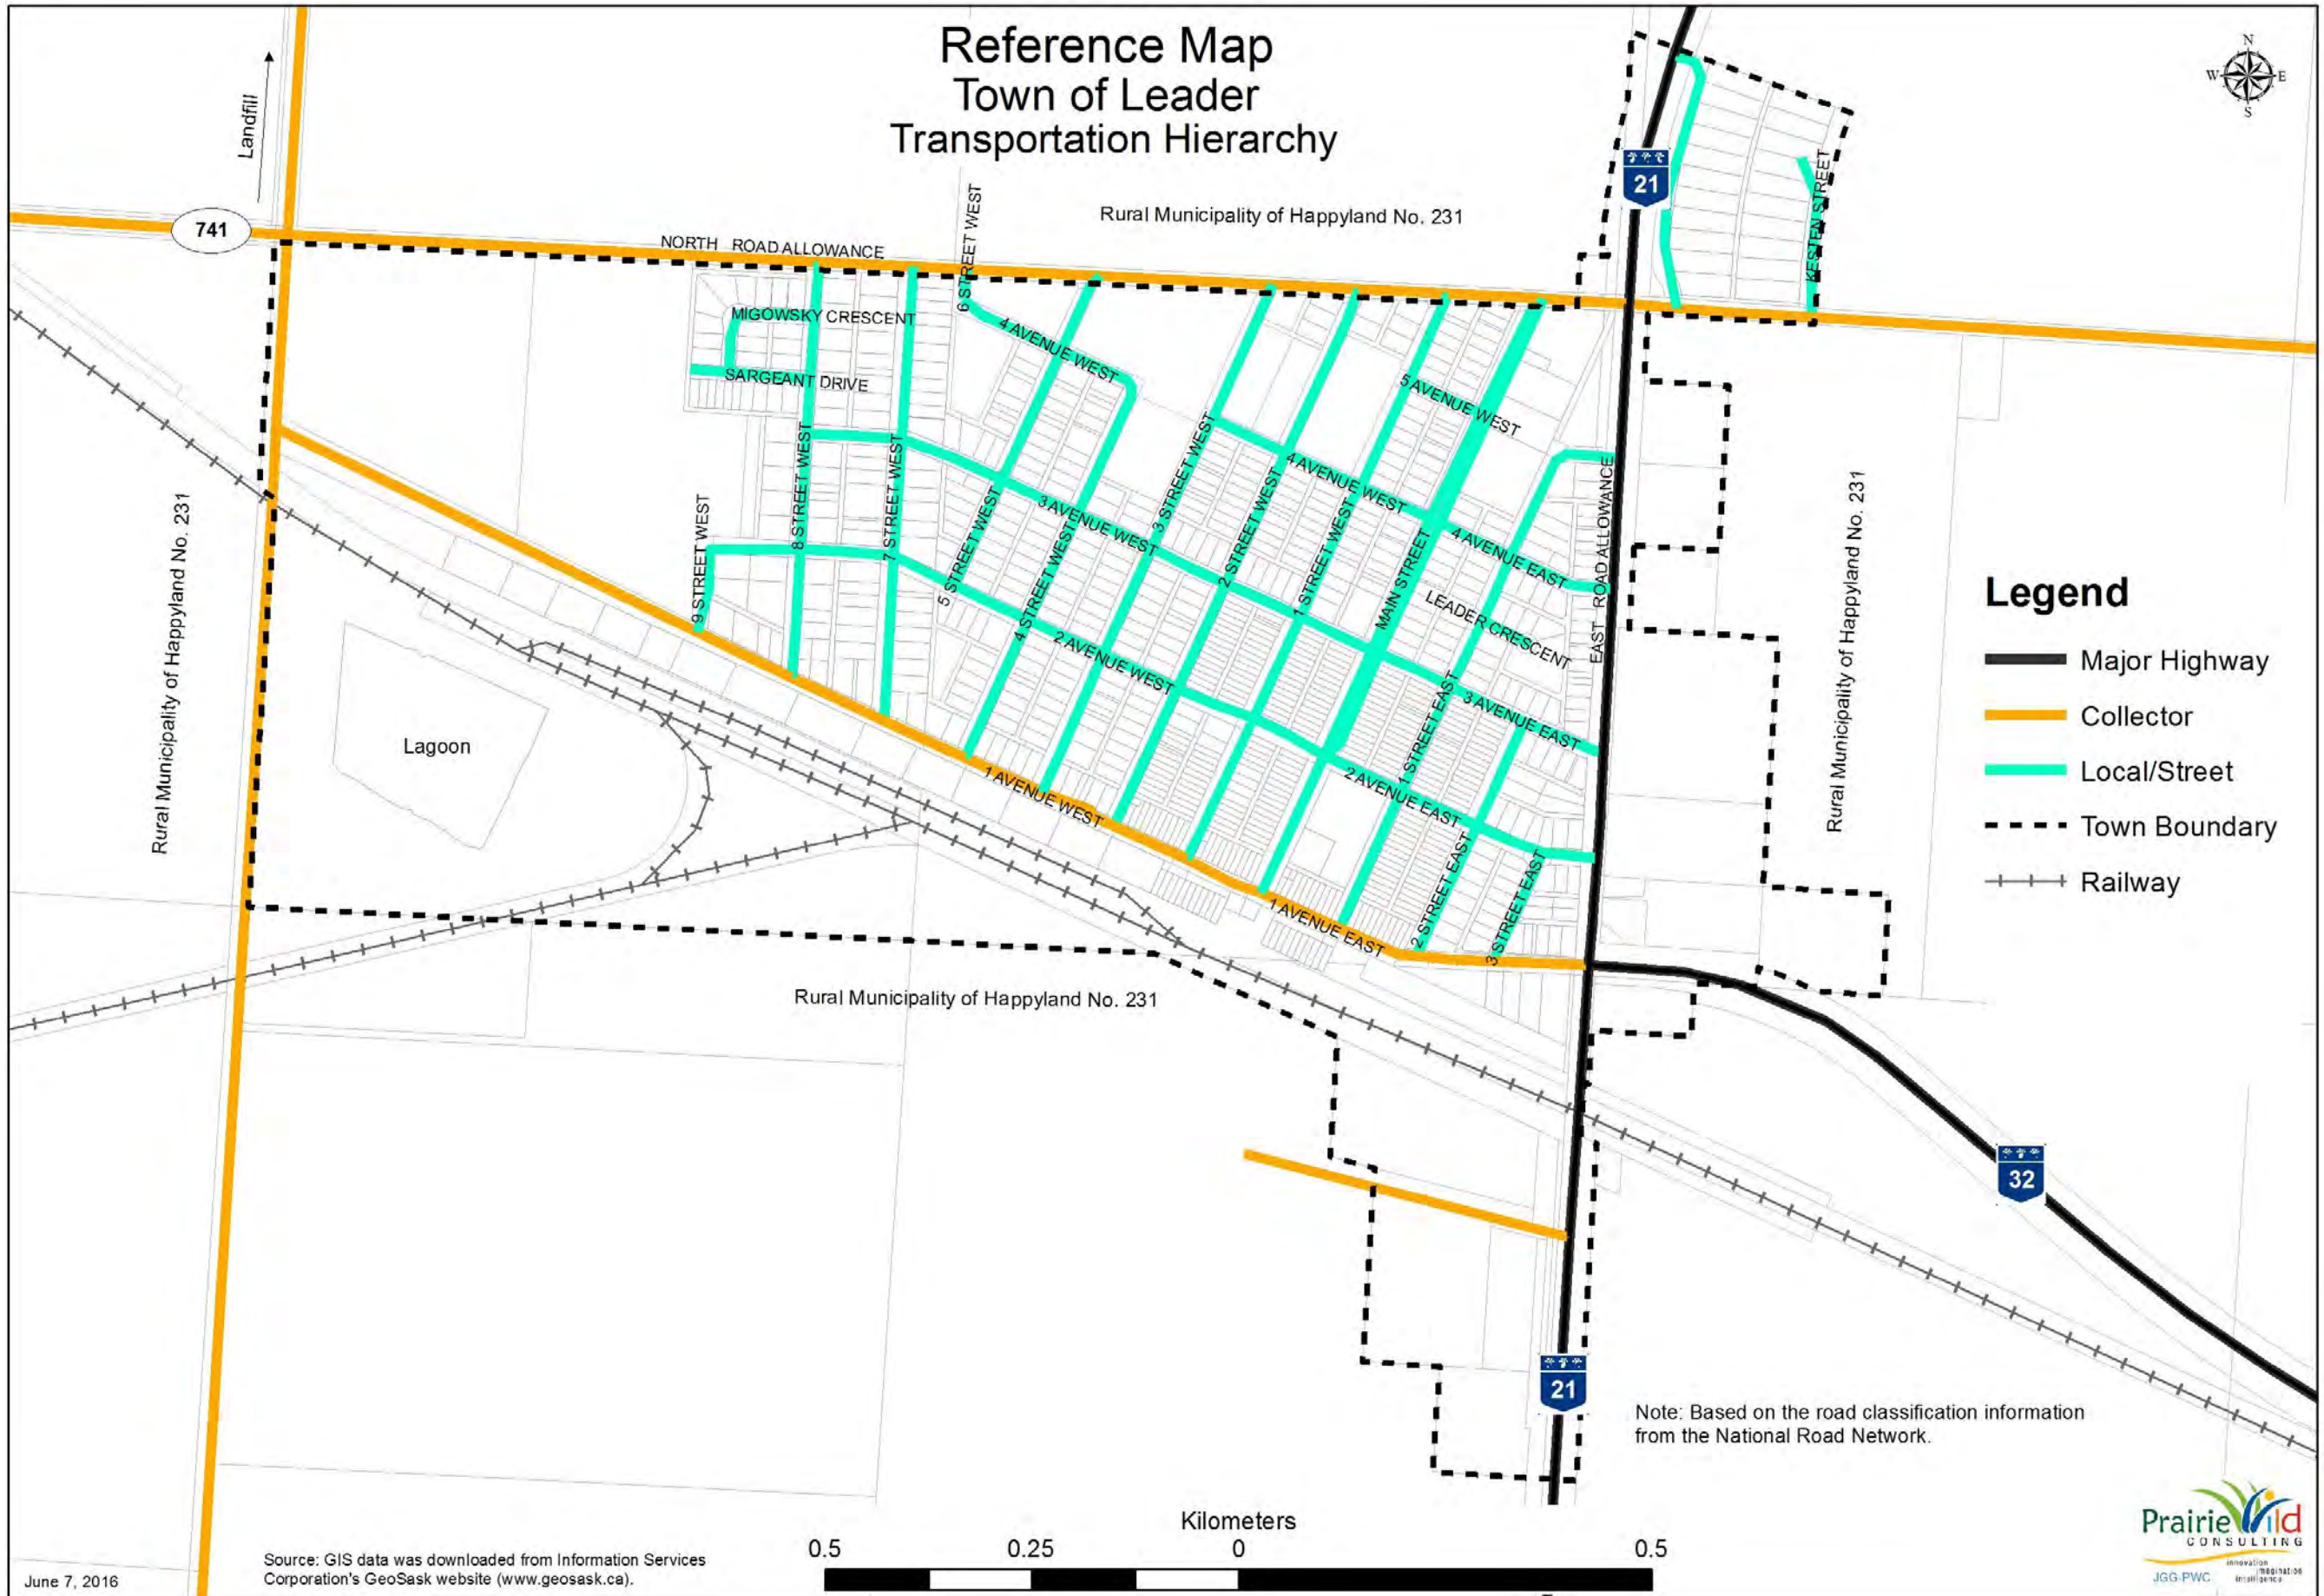 Reference Map
Town of Leader
Transportation Hierarchy
N
W
E
S
Landfill
741
21
Rural Municipality of Happyland No. 231
NORTH ROAD ALLOWANCE
6 STREET WEST
KESTEN STREET
MIGOWSKY CRESCENT
4 AVENUE WEST
SARGEANT DRIVE
5 AVENUE WEST
3 STREET WEST
8 STREET WEST
7 STREET WEST
4 AVENUE WEST
2 STREET WEST
EAST ROAD ALLOWANCE
9 STREET WEST
5 STREET WEST
3 AVENUE WEST
1 STREET WEST
MAIN STREET
4 AVENUE EAST
4 STREET WEST
LEADER CRESCENT
2 AVENUE WEST
1 STREET EAST
3 AVENUE EAST
1 AVENUE WEST
2 AVENUE EAST
2 STREET EAST
3 STREET EAST
1 AVENUE EAST
Rural Municipality of Happyland No. 231
Lagoon
Rural Municipality of Happyland No. 231
Rural Municipality of Happyland No. 231
Legend
Major Highway
Collector
Local/Street
Town Boundary
Railway
32
21
Note: Based on the road classification information
from the National Road Network.
Kilometers
0.5 0.25 0 0.5
Source: GIS data was downloaded from Information Services
Corporation's GeoSask website (www.geosask.ca).
June 7, 2016
Prairie Wild
CONSULTING
innovation
imagination
intelligence
JGG-PWC